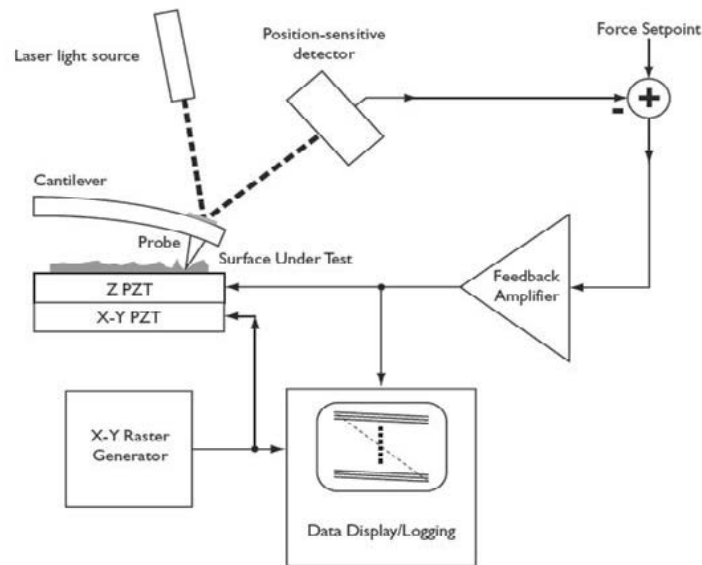 Laser light source
Position-sensitive
detector
Force Setpoint
+
-
Cantilever
Probe
Surface Under Test
Z PZT
X-Y PZT
Feedback
Amplifier
X-Y Raster
Generator
Data Display/Logging